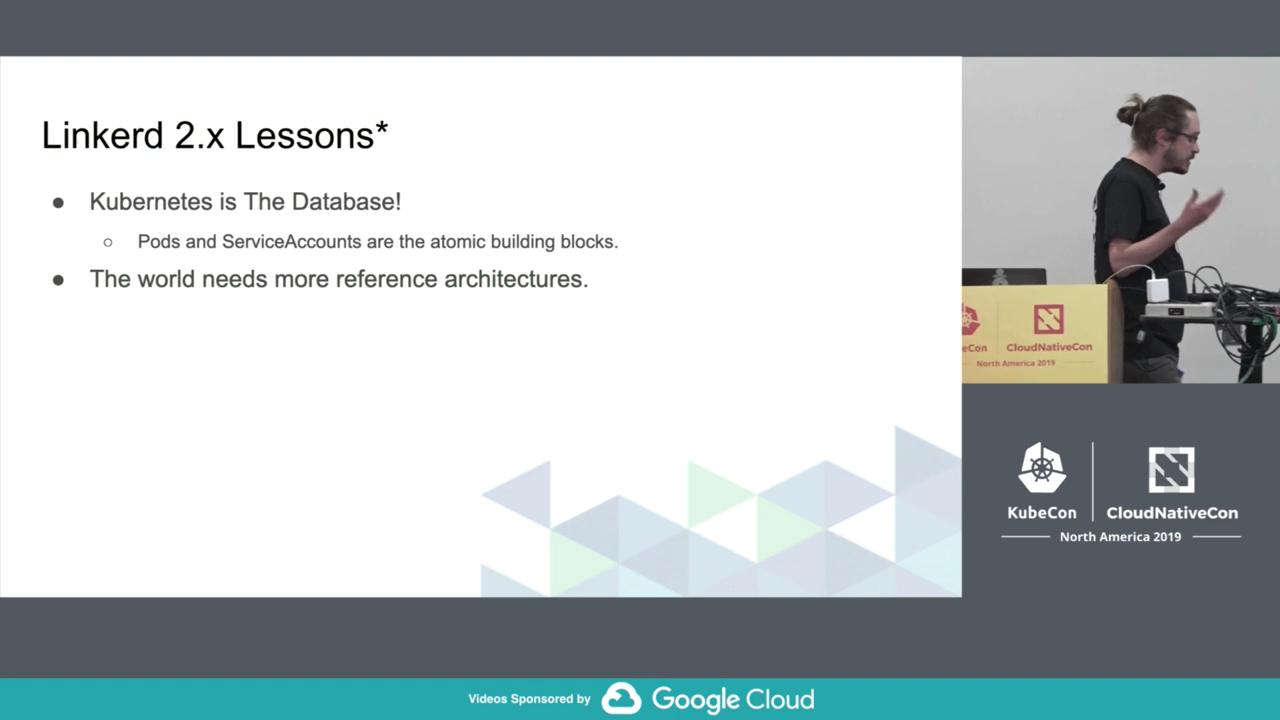 Linkerd 2.x Lessons*
● Kubernetes is The Database!
○ Pods and ServiceAccounts are the atomic building blocks.
● The world needs more reference architectures.
eCon
CloudNativeCon
North America 2019
KubeCon
CloudNativeCon
North America 2019
Videos Sponsored by Google Cloud